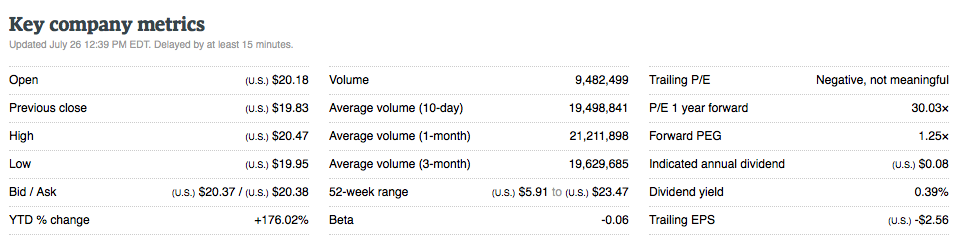 Key company metrics
Updated July 26 12:39 PM EDT. Delayed by at least 15 minutes.
Open (U.S.) $20.18 Volume 9,482,499 Trailing P/E Negative, not meaningful
Previous close (U.S.) $19.83 Average volume (10-day) 19,498,841 P/E 1 year forward 30.03×
High (U.S.) $20.47 Average volume (1-month) 21,211,898 Forward PEG 1.25×
Low (U.S.) $19.95 Average volume (3-month) 19,629,685 Indicated annual dividend (U.S.) $0.08
Bid / Ask (U.S.) $20.37 / (U.S.) $20.38 52-week range (U.S.) $5.91 to (U.S.) $23.47 Dividend yield 0.39%
YTD % change +176.02% Beta -0.06 Trailing EPS (U.S.) -$2.56